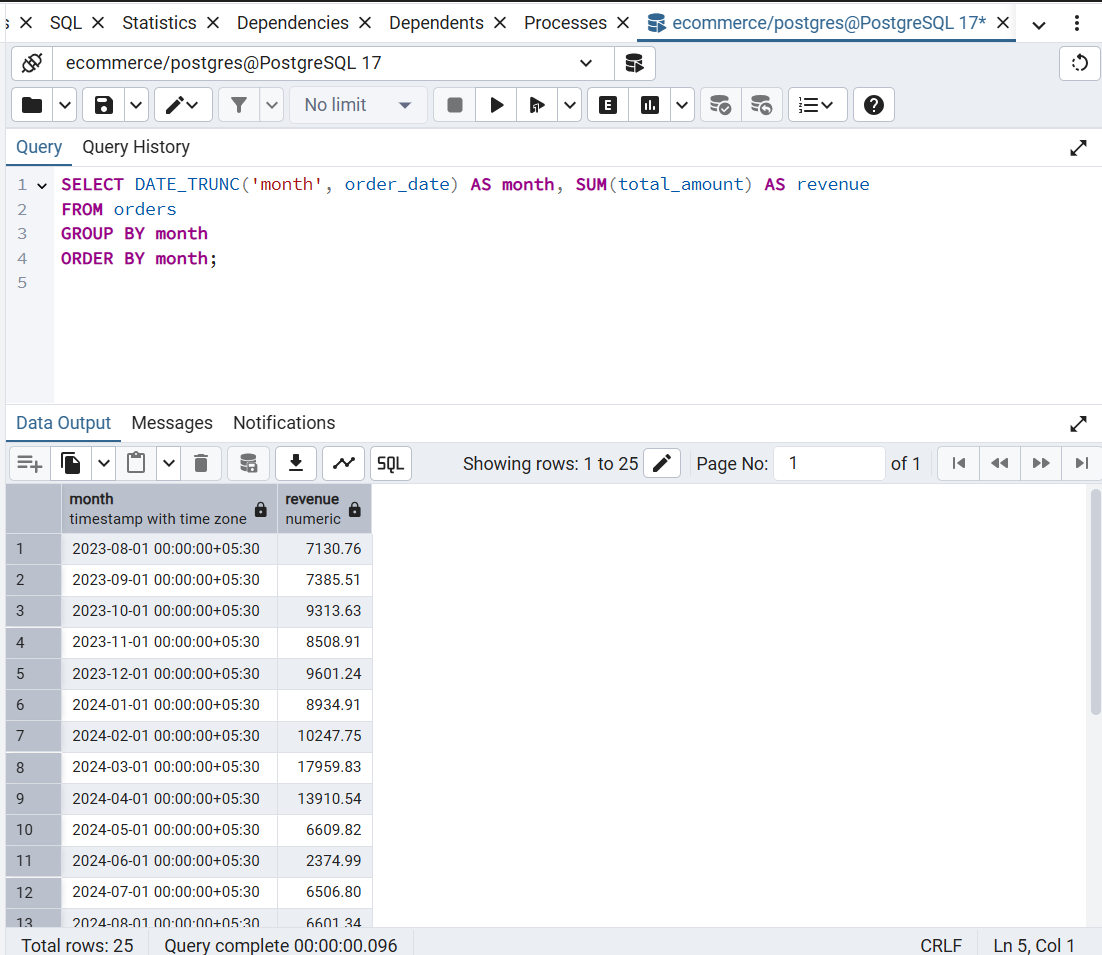 SQL Statistics Dependencies Dependents Processes ecommerce/postgres@PostgreSQL 17*
ecommerce/postgres@PostgreSQL 17
No limit
Query Query History
1 SELECT DATE_TRUNC('month', order_date) AS month, SUM(total_amount) AS revenue
2 FROM orders
3 GROUP BY month
4 ORDER BY month;
5
Data Output Messages Notifications
SQL Showing rows: 1 to 25 Page No: 1 of 1
month revenue
timestamp with time zone numeric
1 2023-08-01 00:00:00+05:30 7130.76
2 2023-09-01 00:00:00+05:30 7385.51
3 2023-10-01 00:00:00+05:30 9313.63
4 2023-11-01 00:00:00+05:30 8508.91
5 2023-12-01 00:00:00+05:30 9601.24
6 2024-01-01 00:00:00+05:30 8934.91
7 2024-02-01 00:00:00+05:30 10247.75
8 2024-03-01 00:00:00+05:30 17959.83
9 2024-04-01 00:00:00+05:30 13910.54
10 2024-05-01 00:00:00+05:30 6609.82
11 2024-06-01 00:00:00+05:30 2374.99
12 2024-07-01 00:00:00+05:30 6506.80
13 2024-08-01 00:00:00+05:30 6601.34
Total rows: 25 Query complete 00:00:00.096 CRLF Ln 5, Col 1